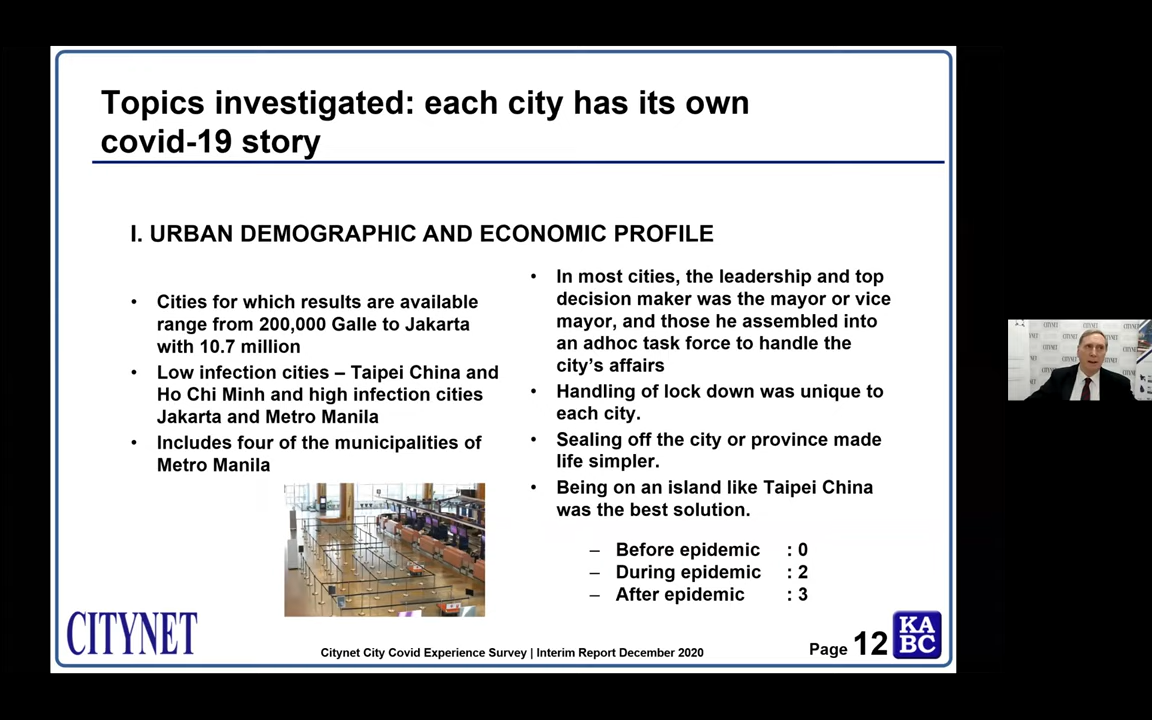 Topics investigated: each city has its own
covid-19 story
I. URBAN DEMOGRAPHIC AND ECONOMIC PROFILE
• Cities for which results are available
range from 200,000 Galle to Jakarta
with 10.7 million
• Low infection cities – Taipei China and
Ho Chi Minh and high infection cities
Jakarta and Metro Manila
• Includes four of the municipalities of
Metro Manila
• In most cities, the leadership and top
decision maker was the mayor or vice
mayor, and those he assembled into
an adhoc task force to handle the
city’s affairs
• Handling of lock down was unique to
each city.
• Sealing off the city or province made
life simpler.
• Being on an island like Taipei China
was the best solution.
– Before epidemic : 0
– During epidemic : 2
– After epidemic : 3
CITYNET
Citynet City Covid Experience Survey | Interim Report December 2020
Page 12
KA
BC